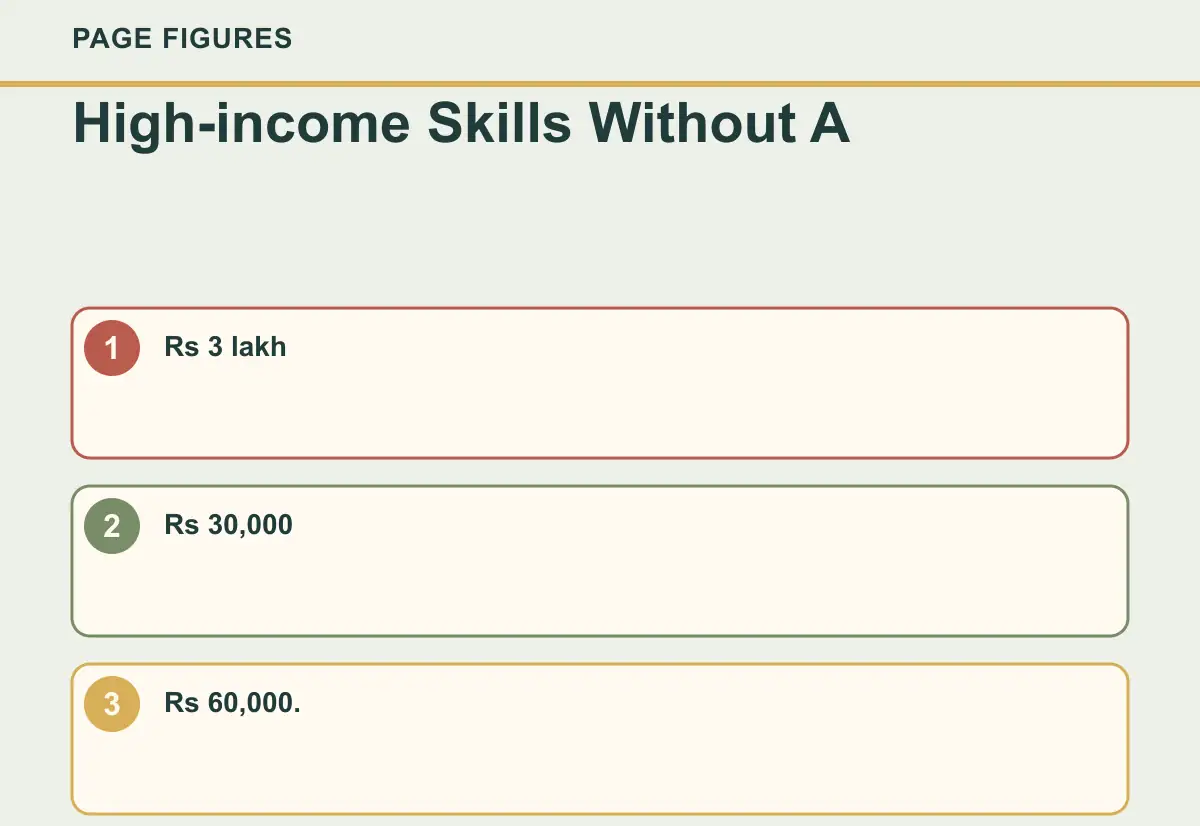 PAGE FIGURES
High-income Skills Without A
1
Rs 3 lakh
2
Rs 30,000
3
Rs 60,000.